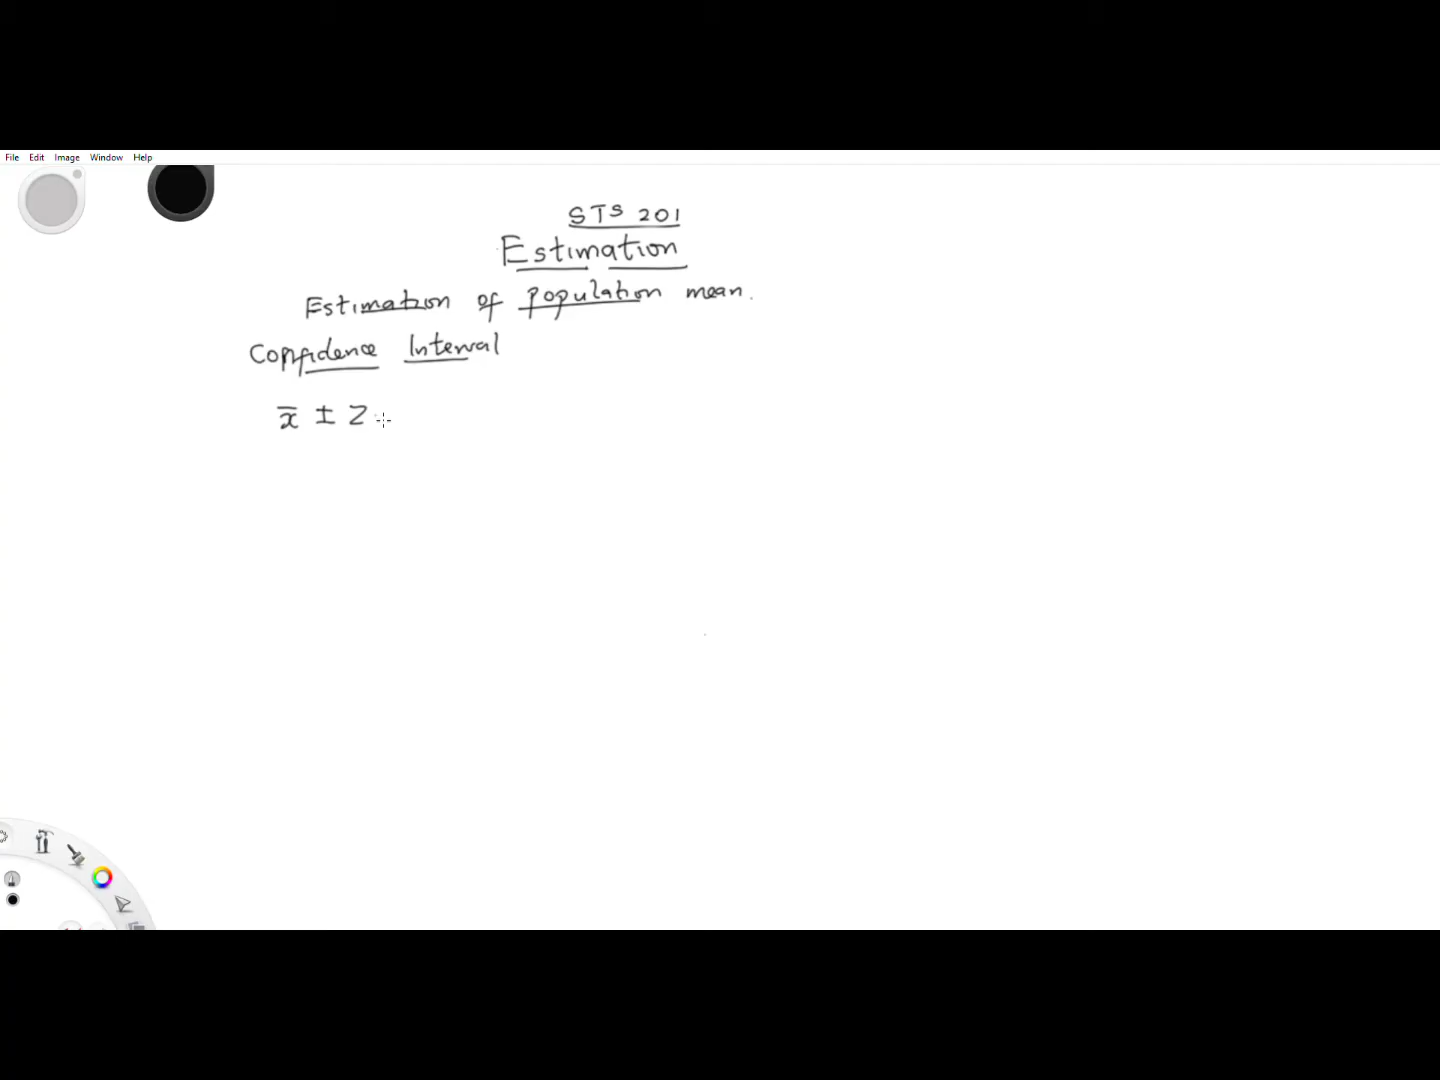 File Edit Image Window Help
STS 201
Estimation
Estimation of population mean.
Confidence Interval
x̄ ± Z